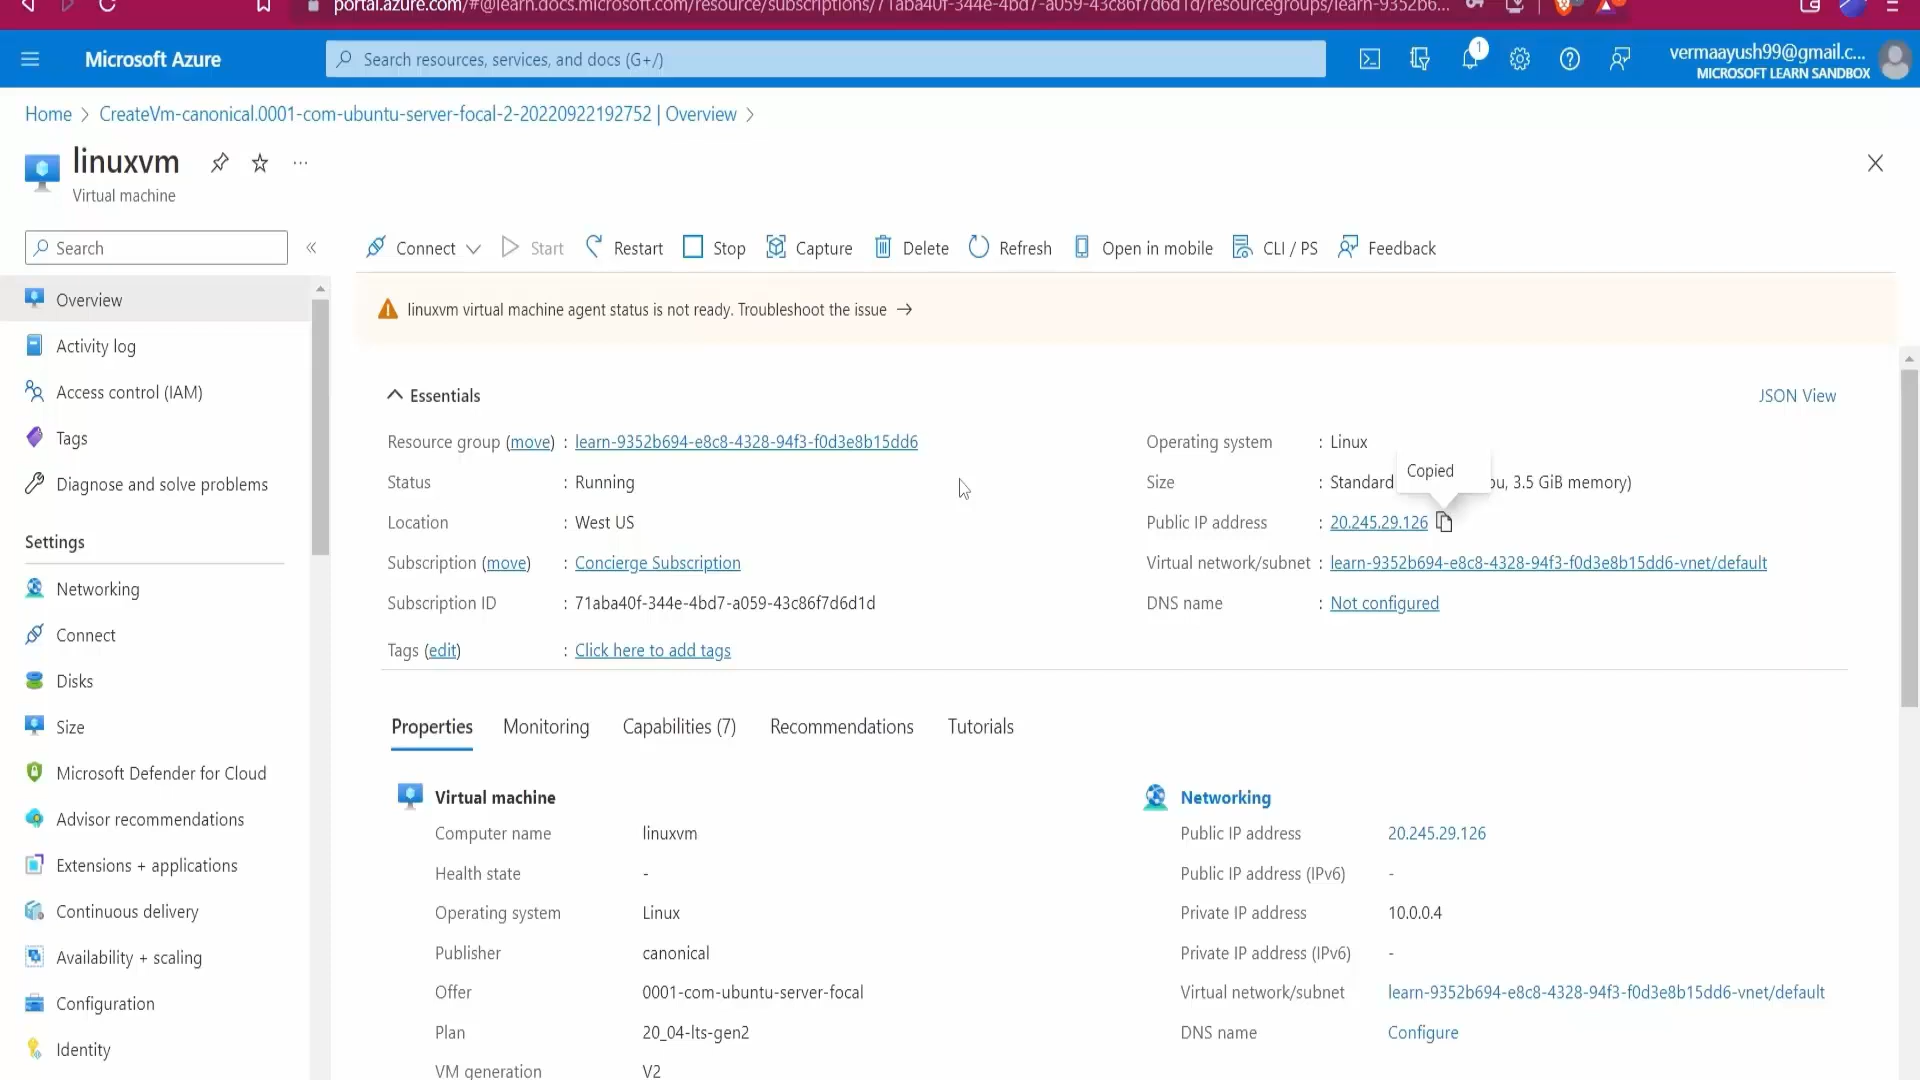 portal.azure.com/#@learn.docs.microsoft.com/resource/subscriptions/71aba40f-344e-4bd7-a059-43c86f7d6d1d/resourcegroups/learn-9352b6...
Microsoft Azure
Search resources, services, and docs (G+/)
1
vermaayush99@gmail.c...
MICROSOFT LEARN SANDBOX
Home > CreateVm-canonical.0001-com-ubuntu-server-focal-2-20220922192752 | Overview >
linuxvm
...
Virtual machine
Search
«
Connect
Start
Restart
Stop
Capture
Delete
Refresh
Open in mobile
CLI / PS
Feedback
Overview
Activity log
Access control (IAM)
Tags
Diagnose and solve problems
Settings
Networking
Connect
Disks
Size
Microsoft Defender for Cloud
Advisor recommendations
Extensions + applications
Continuous delivery
Availability + scaling
Configuration
Identity
linuxvm virtual machine agent status is not ready. Troubleshoot the issue →
Essentials
JSON View
Resource group (move) : learn-9352b694-e8c8-4328-94f3-f0d3e8b15dd6
Status : Running
Location : West US
Subscription (move) : Concierge Subscription
Subscription ID : 71aba40f-344e-4bd7-a059-43c86f7d6d1d
Tags (edit) : Click here to add tags
Operating system : Linux
Copied
Size : Standard pu, 3.5 GiB memory)
Public IP address : 20.245.29.126
Virtual network/subnet : learn-9352b694-e8c8-4328-94f3-f0d3e8b15dd6-vnet/default
DNS name : Not configured
Properties
Monitoring
Capabilities (7)
Recommendations
Tutorials
Virtual machine
Computer name linuxvm
Health state -
Operating system Linux
Publisher canonical
Offer 0001-com-ubuntu-server-focal
Plan 20_04-lts-gen2
VM generation V2
Networking
Public IP address 20.245.29.126
Public IP address (IPv6) -
Private IP address 10.0.0.4
Private IP address (IPv6) -
Virtual network/subnet learn-9352b694-e8c8-4328-94f3-f0d3e8b15dd6-vnet/default
DNS name Configure